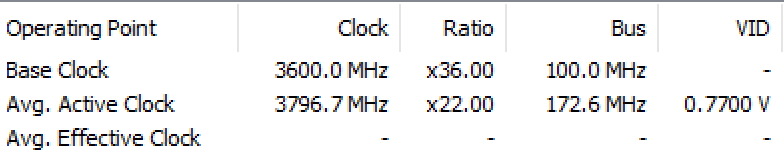 Operating Point Clock Ratio Bus VID
Base Clock 3600.0 MHz x36.00 100.0 MHz -
Avg. Active Clock 3796.7 MHz x22.00 172.6 MHz 0.7700 V
Avg. Effective Clock - - - -